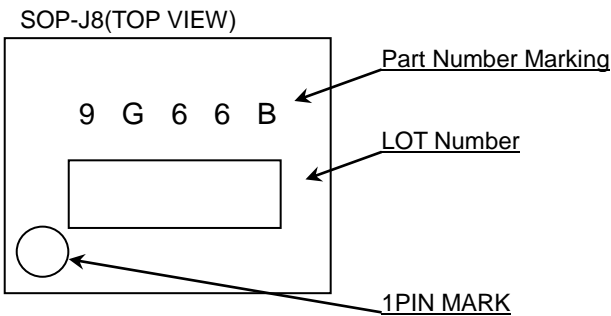 SOP-J8(TOP VIEW)
Part Number Marking
9 G 6 6 B
LOT Number
1PIN MARK